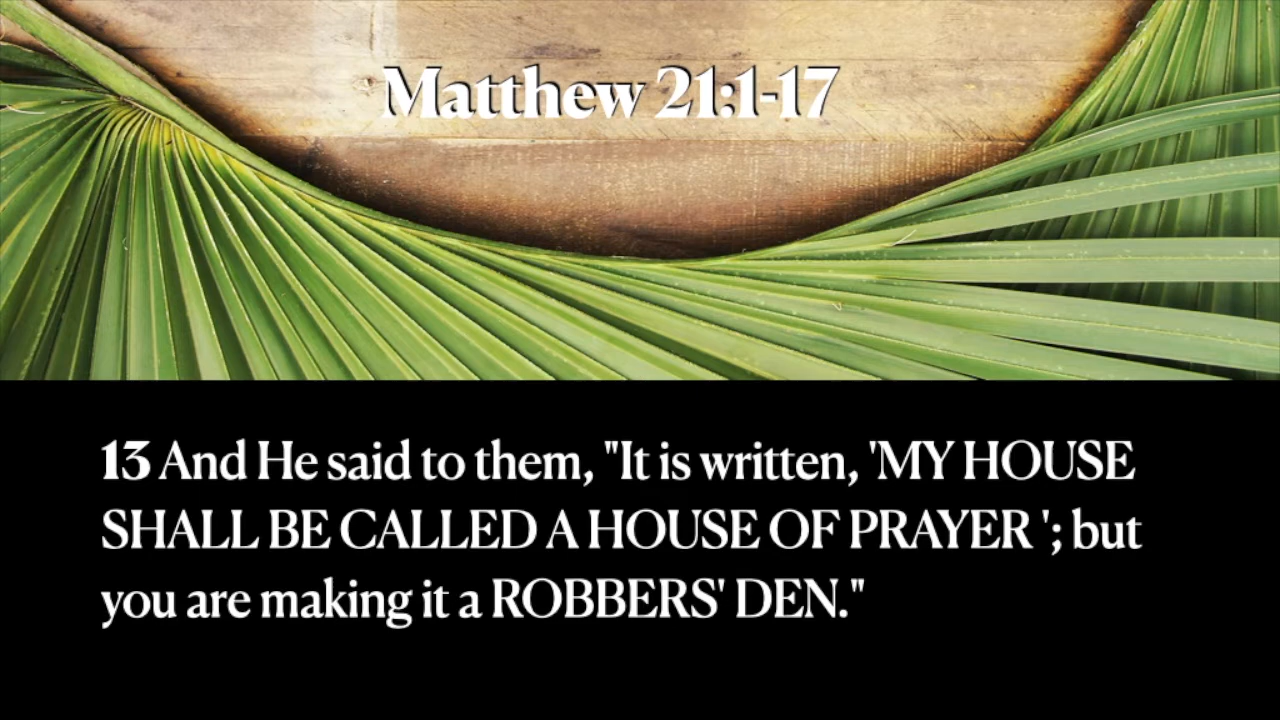 Matthew 21:1-17
13 And He said to them, "It is written, 'MY HOUSE
SHALL BE CALLED A HOUSE OF PRAYER '; but
you are making it a ROBBERS' DEN."